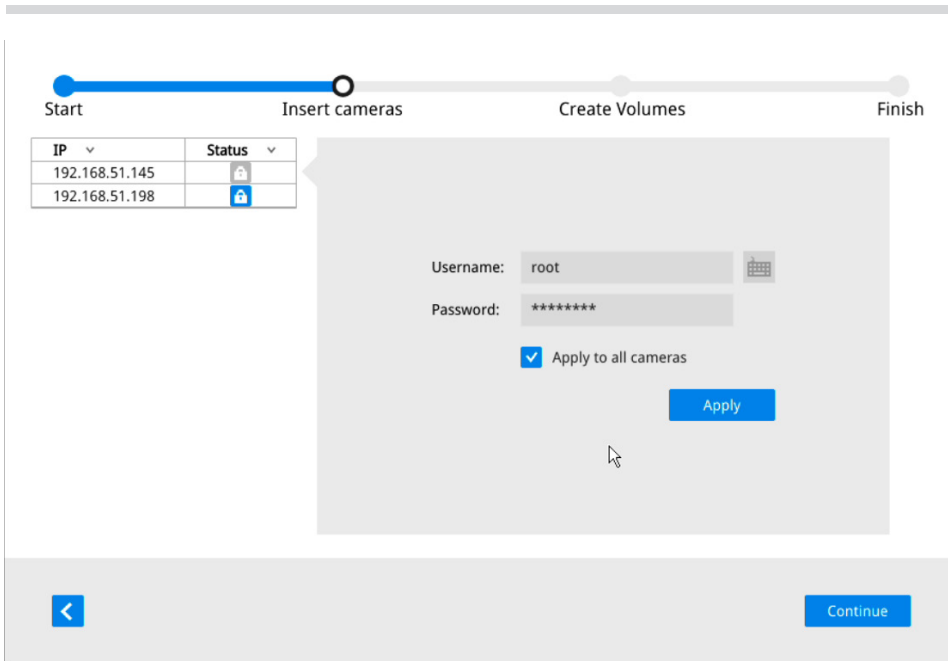 Start Insert cameras Create Volumes Finish
IP Status
192.168.51.145
192.168.51.198
Username: root
Password: ********
Apply to all cameras
Apply
Continue